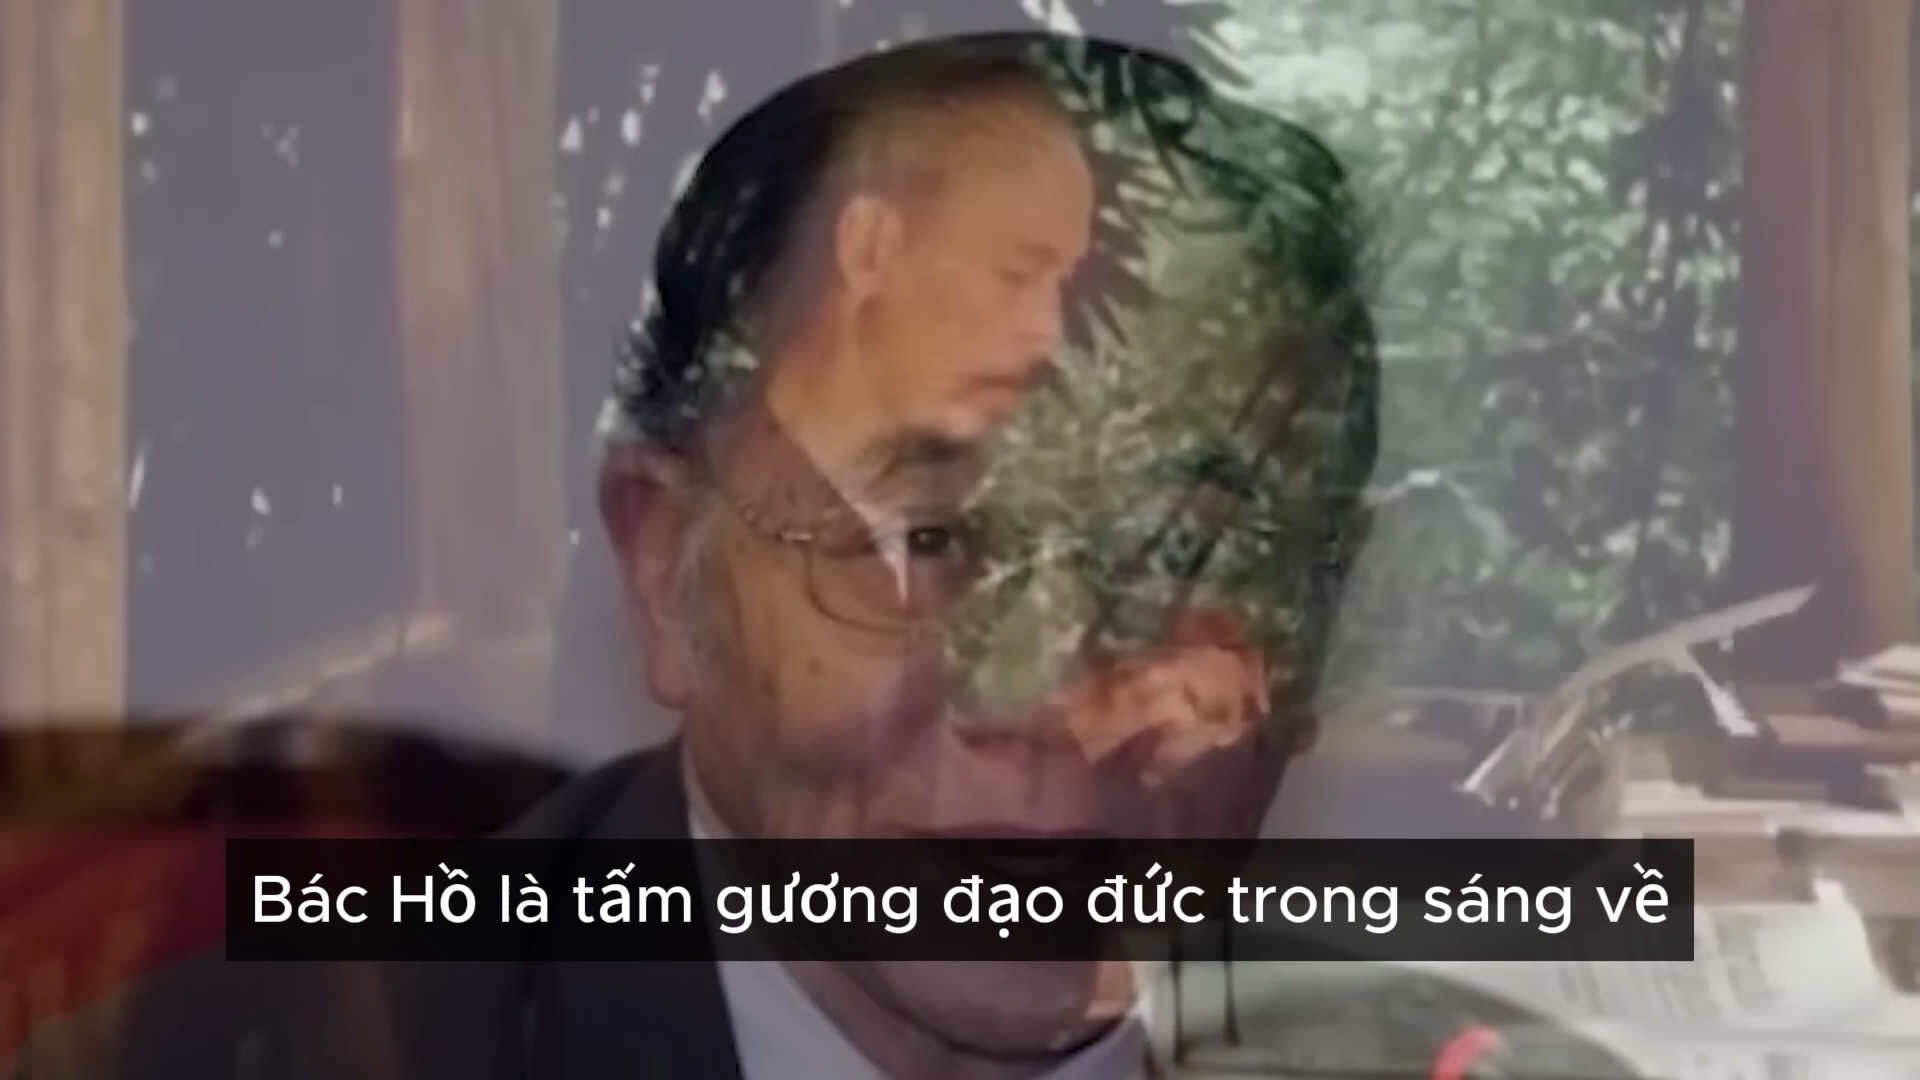 Bác Hồ là tấm gương đạo đức trong sáng về